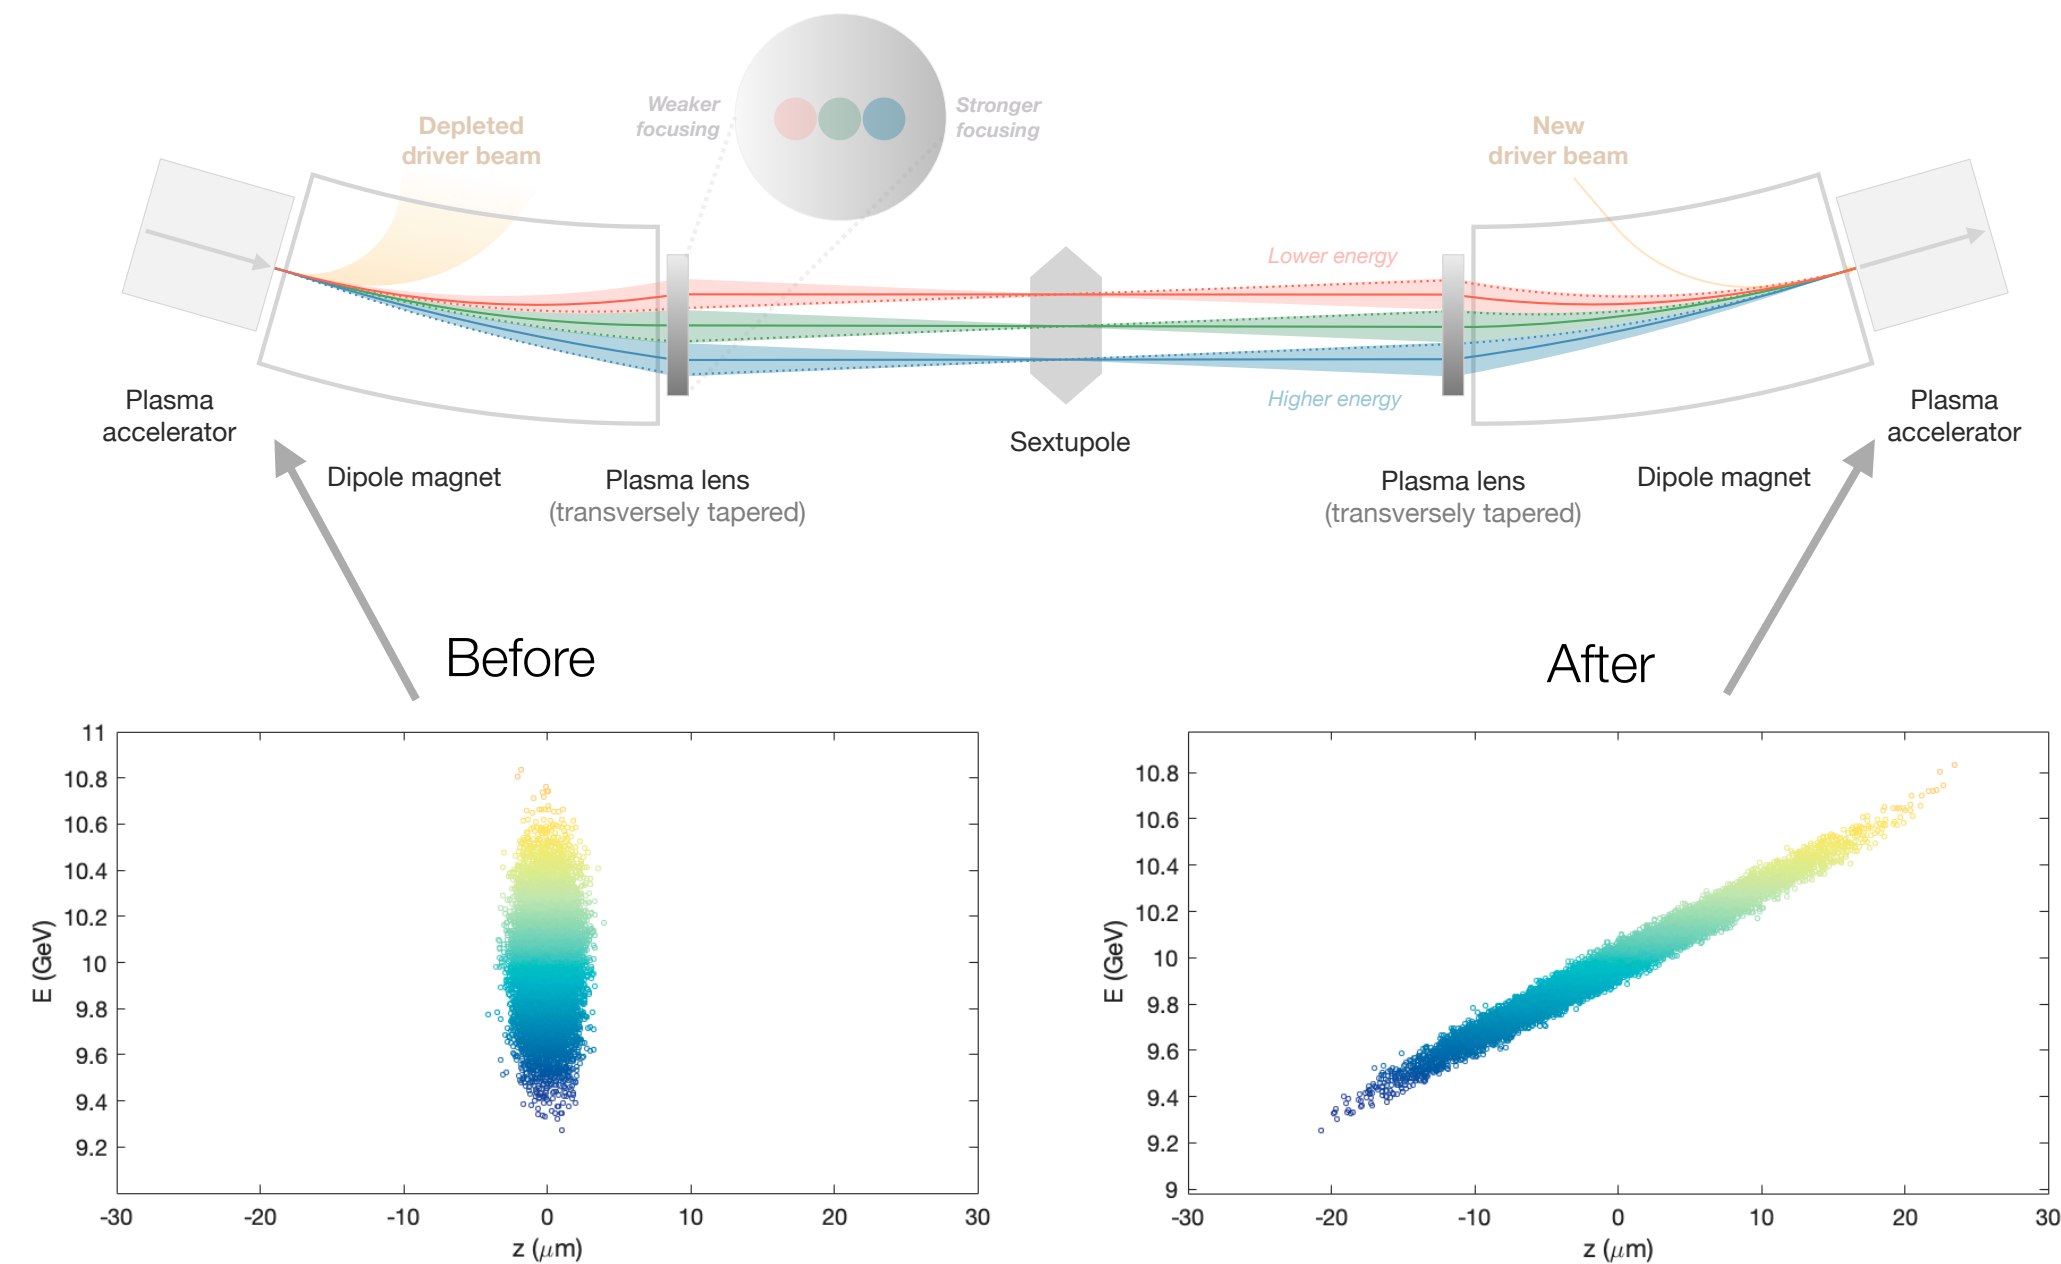 Weaker
focusing
Stronger
focusing
Depleted
driver beam
New
driver beam
Lower energy
Higher energy
Plasma
accelerator
Dipole magnet
Plasma lens
(transversely tapered)
Sextupole
Plasma lens
(transversely tapered)
Dipole magnet
Plasma
accelerator
Before
After
11
10.8
10.6
10.4
10.2
10
9.8
9.6
9.4
9.2
E (GeV)
-30 -20 -10 0 10 20 30
z (μm)
10.8
10.6
10.4
10.2
10
9.8
9.6
9.4
9.2
9
E (GeV)
-30 -20 -10 0 10 20 30
z (μm)